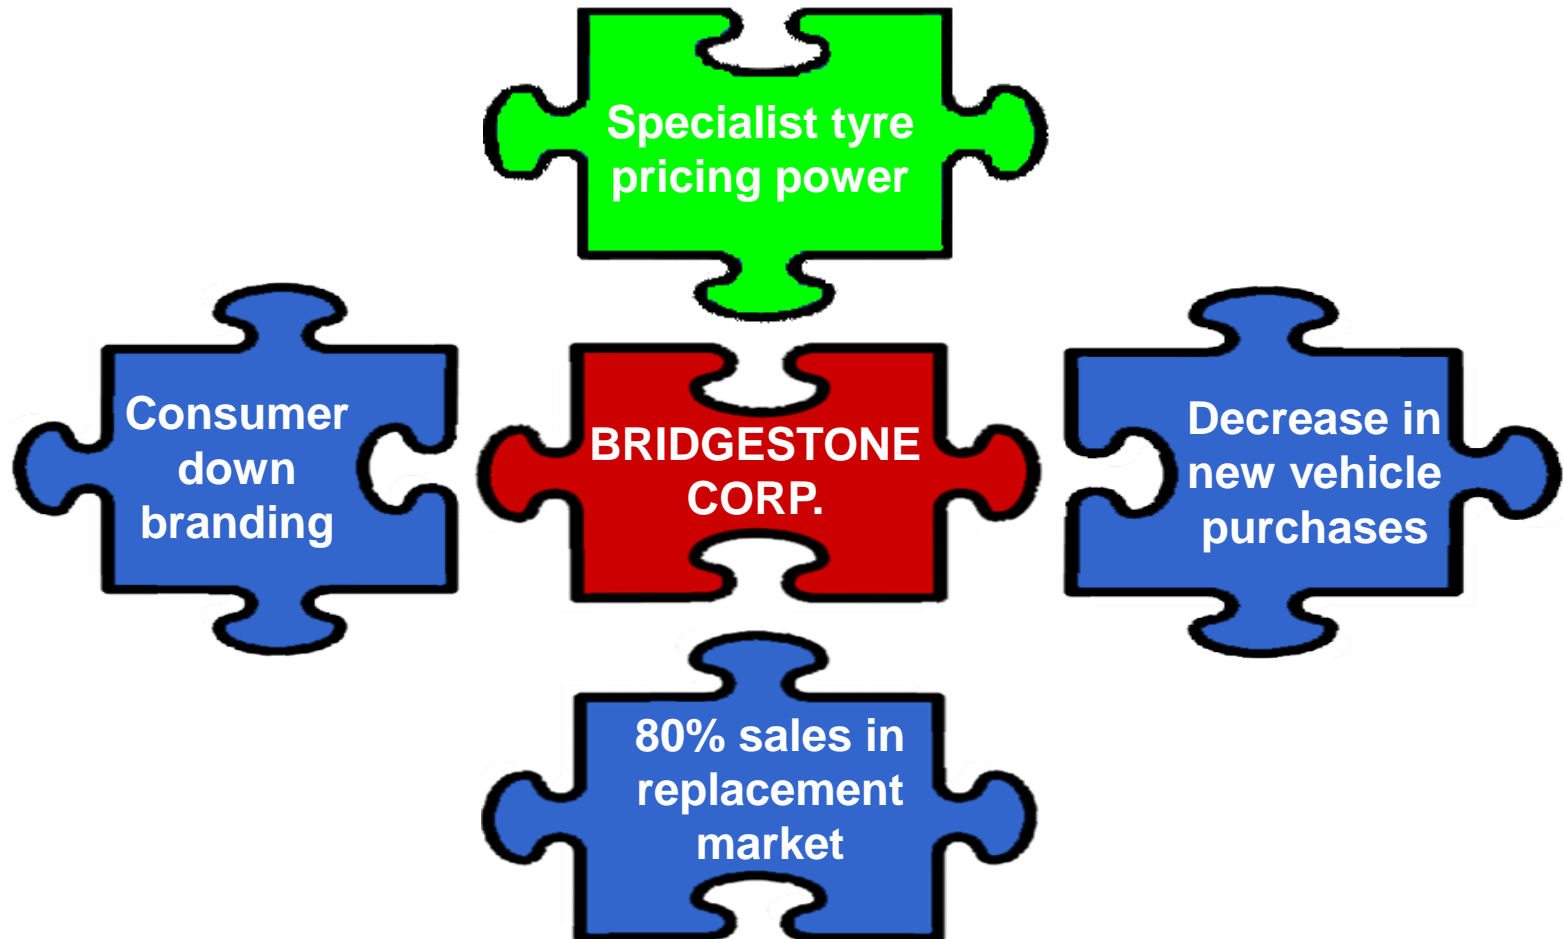 Specialist tyre
pricing power
Consumer
down
branding
BRIDGESTONE
CORP.
Decrease in
new vehicle
purchases
80% sales in
replacement
market